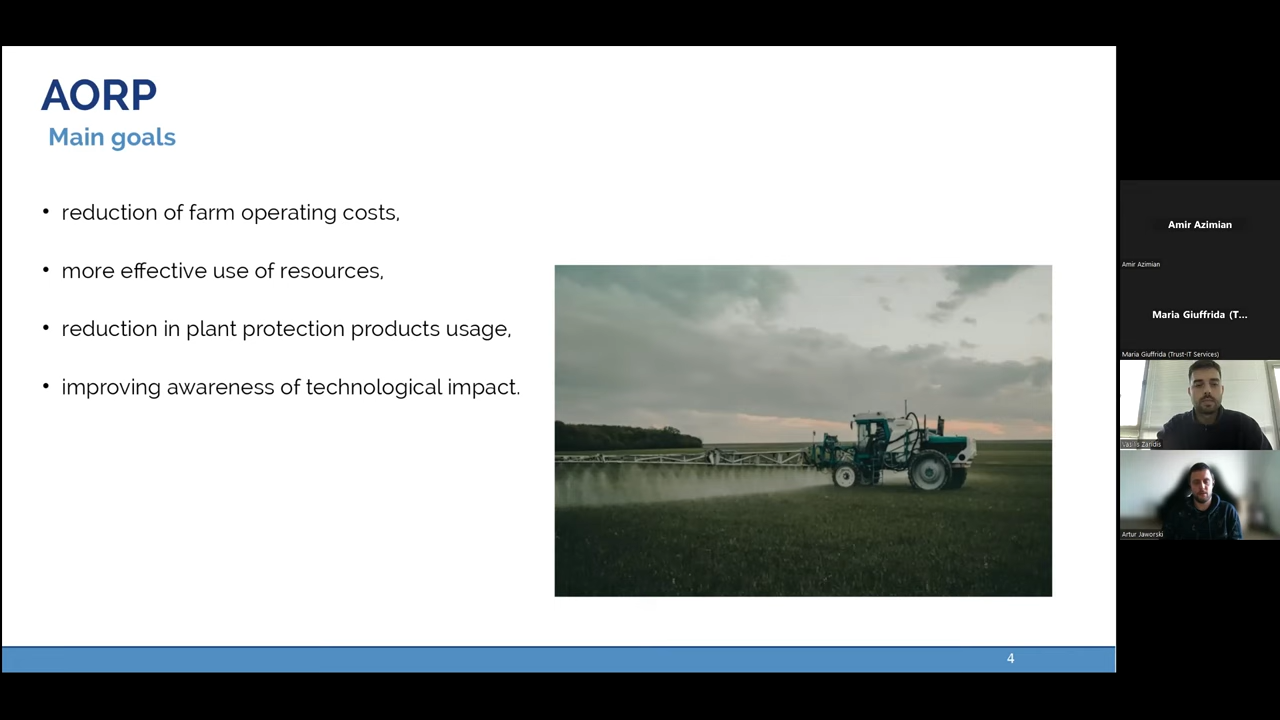 AORP
Main goals
• reduction of farm operating costs,
• more effective use of resources,
• reduction in plant protection products usage,
• improving awareness of technological impact.
4
Amir Azimian
Amir Azimian
Maria Giuffrida (T...
Maria Giuffrida (Trust-IT Services)
Zaridis
Artur Jaworski